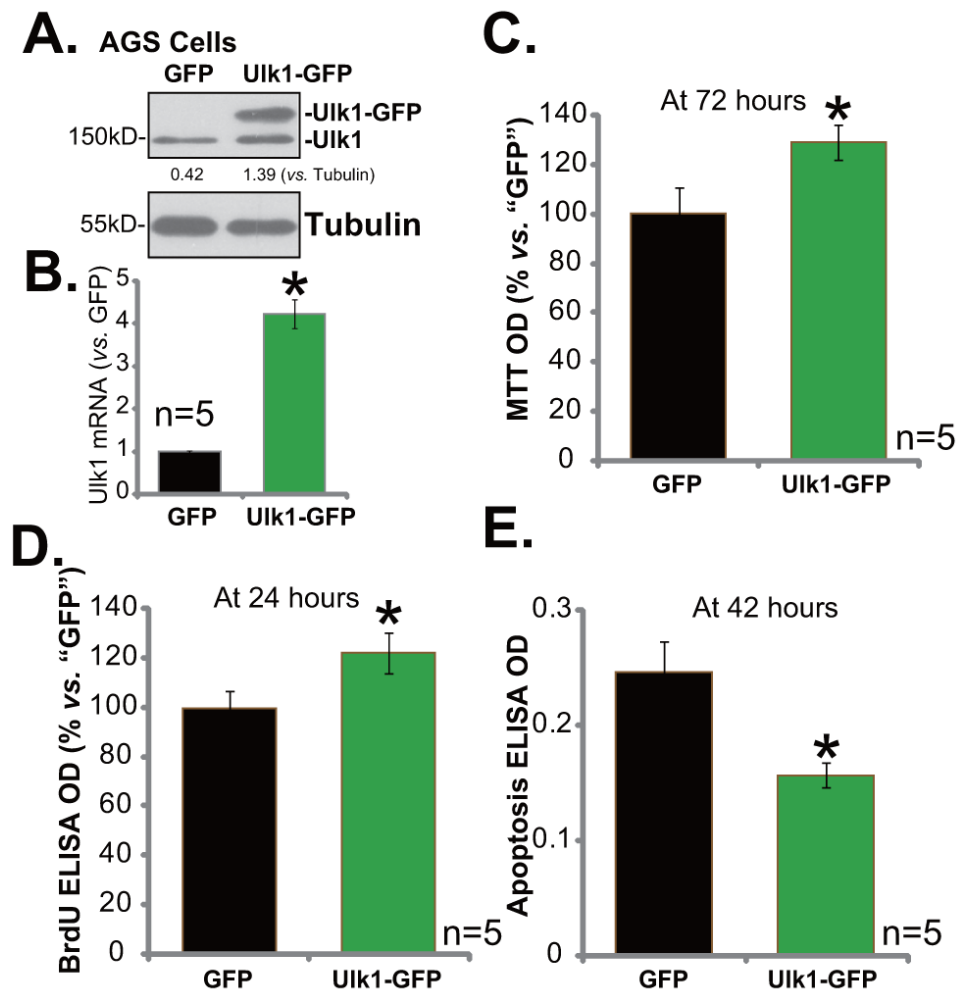 A. AGS Cells
GFP Ulk1-GFP
-Ulk1-GFP
150kD- -Ulk1
0.42 1.39 (vs. Tubulin)
55kD- Tubulin
B.
Ulk1 mRNA (vs. GFP)
5
4
3
2
1
0
n=5
*
GFP Ulk1-GFP
C.
At 72 hours
*
MTT OD (% vs. “GFP”)
140
120
100
80
60
40
20
0
n=5
GFP Ulk1-GFP
D.
At 24 hours
*
BrdU ELISA OD (% vs. “GFP”)
140
120
100
80
60
40
20
0
n=5
GFP Ulk1-GFP
E.
At 42 hours
*
Apoptosis ELISA OD
0.3
0.2
0.1
0
n=5
GFP Ulk1-GFP